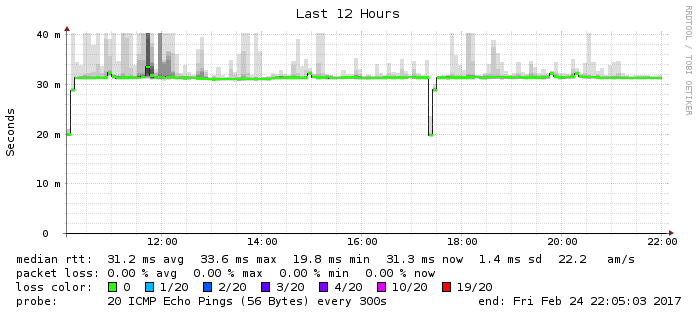 Last 12 Hours
RRDTOOL / TOBI OETIKER
Seconds
40 m
30 m
20 m
10 m
0
12:00 14:00 16:00 18:00 20:00 22:00
median rtt: 31.2 ms avg 33.6 ms max 19.8 ms min 31.3 ms now 1.4 ms sd 22.2 am/s
packet loss: 0.00 % avg 0.00 % max 0.00 % min 0.00 % now
loss color: 0 1/20 2/20 3/20 4/20 10/20 19/20
probe: 20 ICMP Echo Pings (56 Bytes) every 300s end: Fri Feb 24 22:05:03 2017